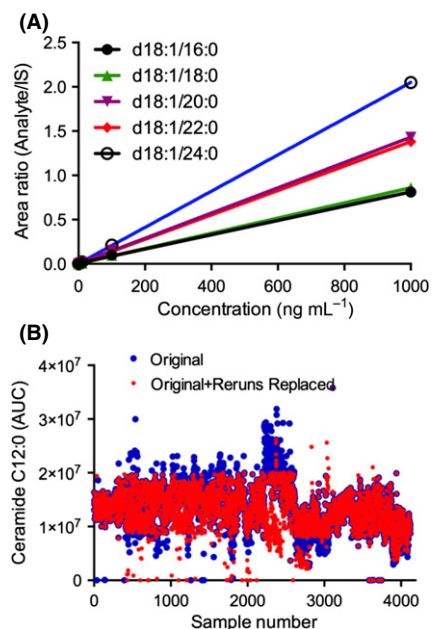 (A)
2.5
2.0
1.5
1.0
0.5
0.0
Area ratio (Analyte/IS)
d18:1/16:0
d18:1/18:0
d18:1/20:0
d18:1/22:0
d18:1/24:0
0 200 400 600 800 1000
Concentration (ng mL⁻¹)
(B)
4×10⁷
3×10⁷
2×10⁷
1×10⁷
0
Ceramide C12:0 (AUC)
Original
Original+Reruns Replaced
0 1000 2000 3000 4000
Sample number